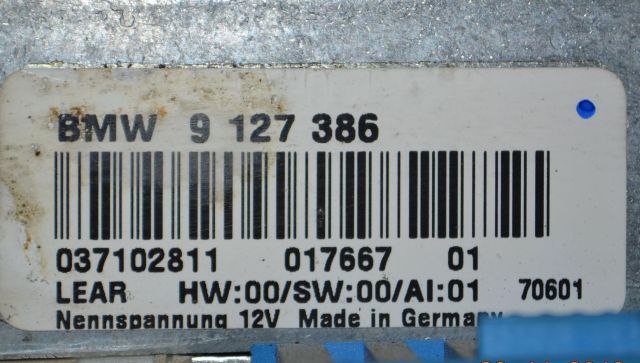 BMW 9 127 386
037102811 017667 01
LEAR HW:00/SW:00/AI:01 70601
Nennspannung 12V Made in Germany